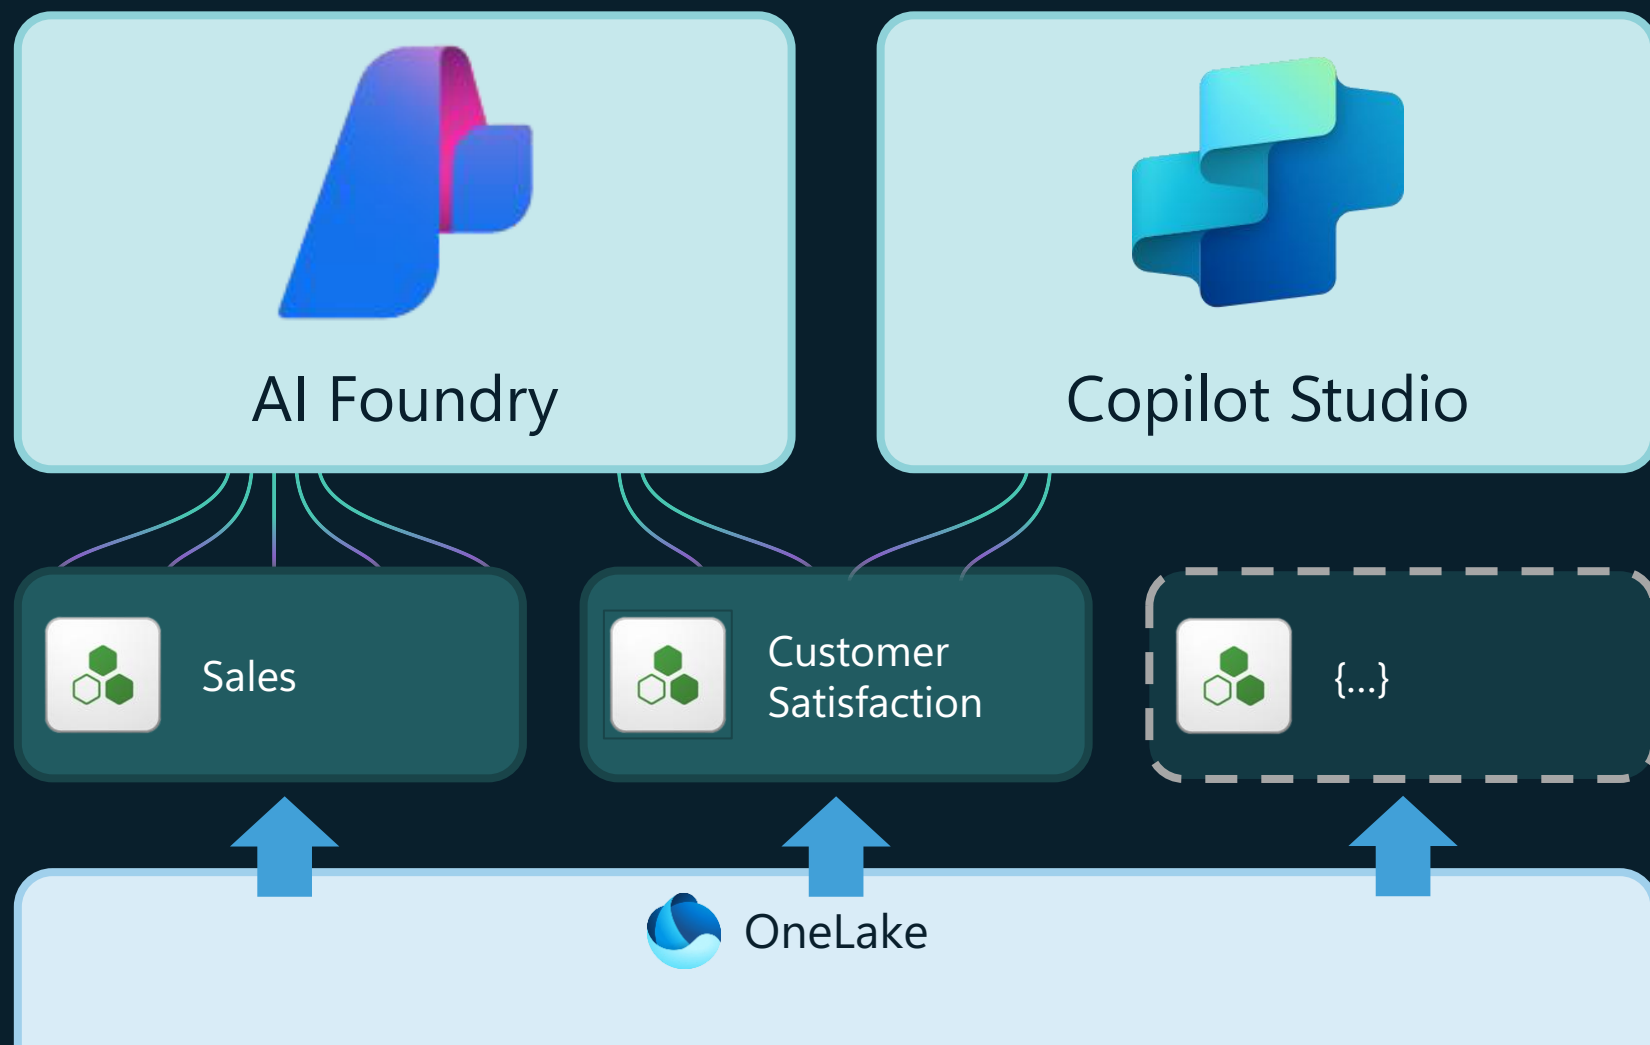 AI Foundry
Copilot Studio
Sales
Customer
Satisfaction
{...}
OneLake